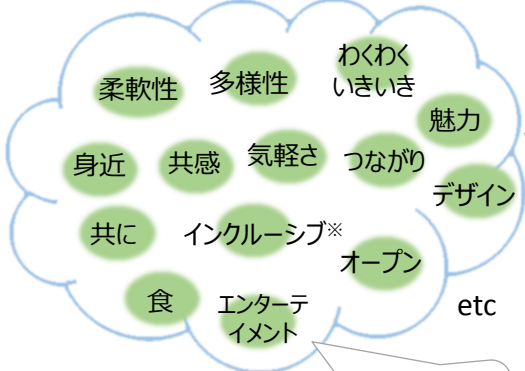 わくわく
いきいき
柔軟性
多様性
魅力
身近
共感
気軽さ
つながり
デザイン
共に
インクルーシブ※
オープン
食
エンターテ
イメント
etc